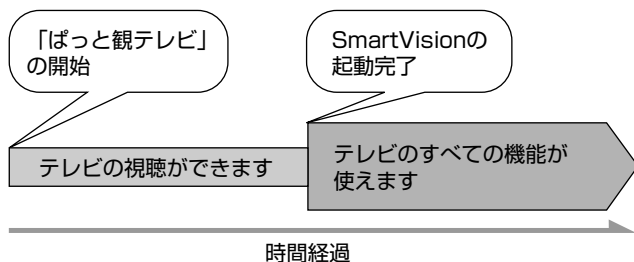 「ぱっと観テレビ」
の開始
SmartVisionの
起動完了
テレビの視聴ができます
テレビのすべての機能が
使えます
時間経過